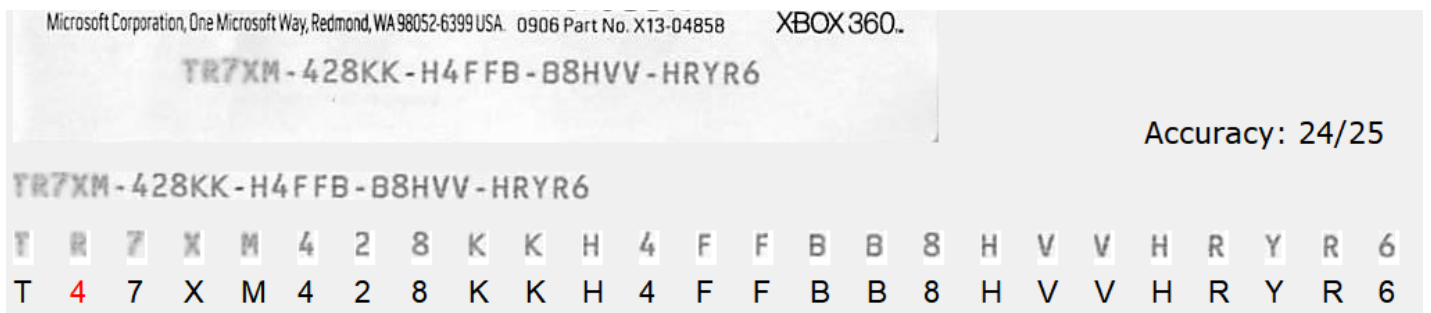 Microsoft Corporation, One Microsoft Way, Redmond, WA 98052-6399 USA. 0906 Part No. X13-04858 XBOX 360™
TR7XM-428KK-H4FFB-B8HVV-HRYR6
Accuracy: 24/25
TR7XM-428KK-H4FFB-B8HVV-HRYR6
T R 7 X M 4 2 8 K K H 4 F F B B 8 H V V H R Y R 6
T 4 7 X M 4 2 8 K K H 4 F F B B 8 H V V H R Y R 6